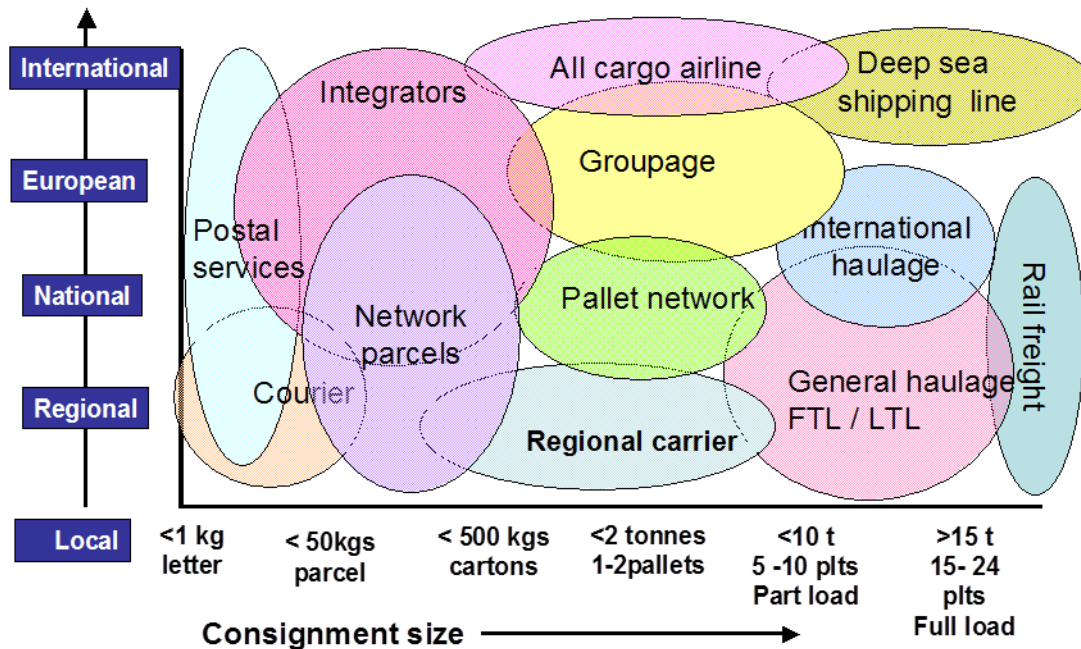 International
European
National
Regional
Local
Integrators
All cargo airline
Deep sea
shipping line
Groupage
Postal
services
International
haulage
Pallet network
Network
parcels
Rail freight
Courier
General haulage
FTL / LTL
Regional carrier
<1 kg
letter
< 50kgs
parcel
< 500 kgs
cartons
<2 tonnes
1-2pallets
<10 t
5 -10 plts
Part load
>15 t
15- 24
plts
Full load
Consignment size